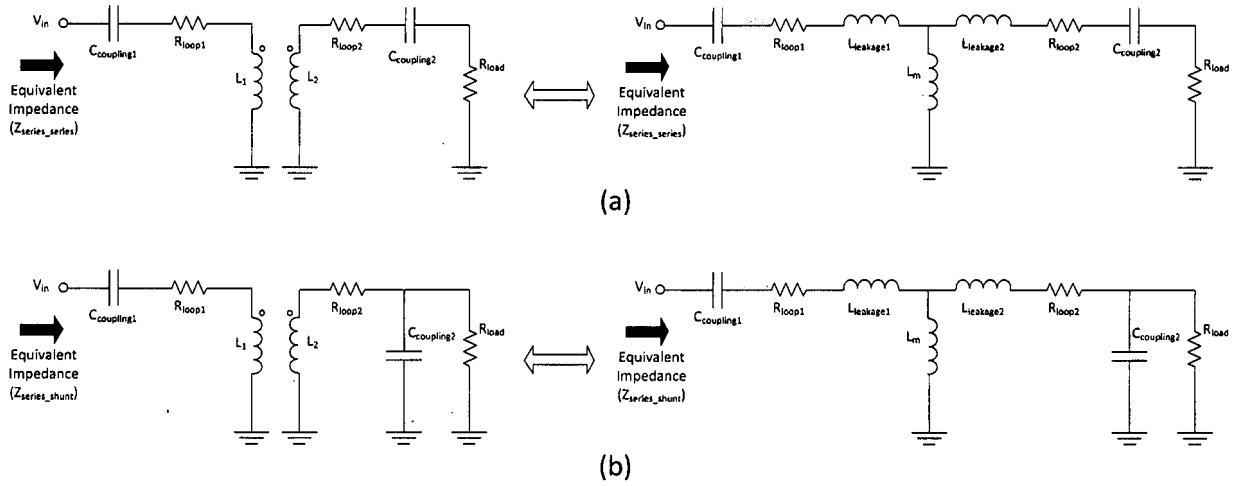 Vin
Ccoupling1
Rloop1
L1
L2
Rloop2
Ccoupling2
Rload
Equivalent
Impedance
(Zseries_series)
Vin
Ccoupling1
Rloop1
Lleakage1
Lm
Lleakage2
Rloop2
Ccoupling2
Rload
Equivalent
Impedance
(Zseries_series)
(a)
Vin
Ccoupling1
Rloop1
L1
L2
Rloop2
Ccoupling2
Rload
Equivalent
Impedance
(Zseries_shunt)
Vin
Ccoupling1
Rloop1
Lleakage1
Lm
Lleakage2
Rloop2
Ccoupling2
Rload
Equivalent
Impedance
(Zseries_shunt)
(b)